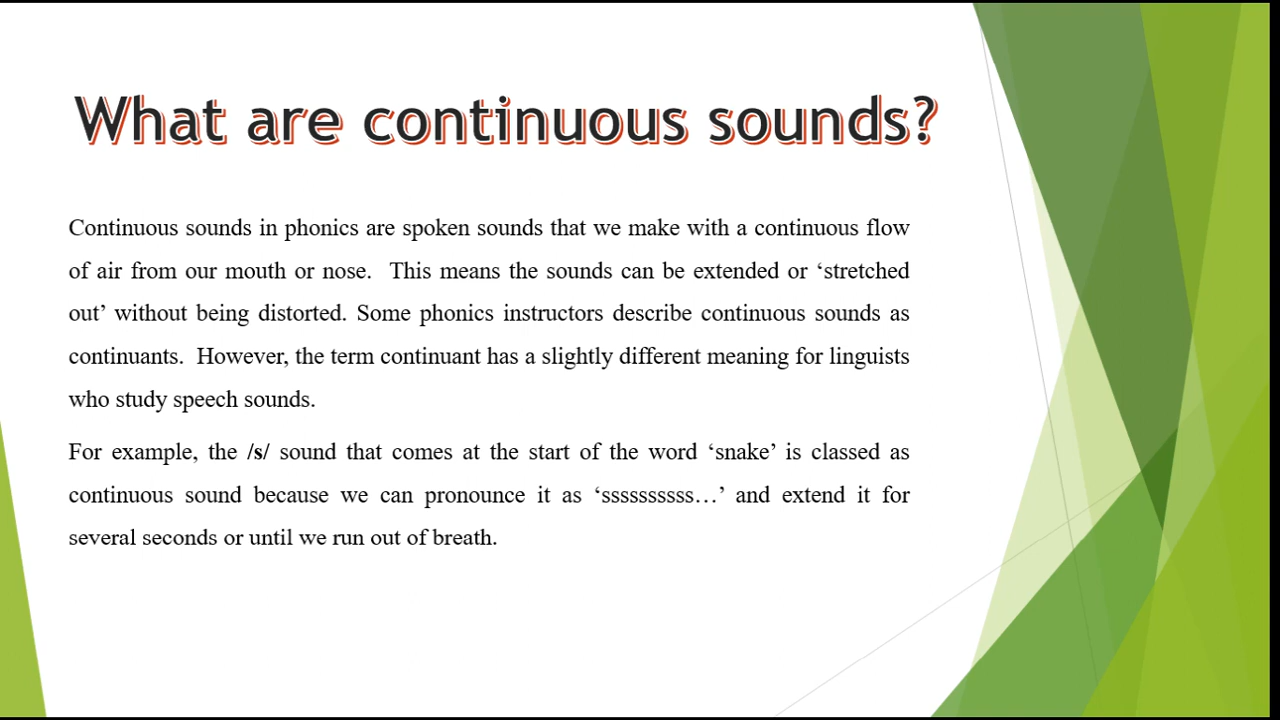 What are continuous sounds?
Continuous sounds in phonics are spoken sounds that we make with a continuous flow
of air from our mouth or nose.  This means the sounds can be extended or ‘stretched
out’ without being distorted. Some phonics instructors describe continuous sounds as
continuants.  However, the term continuant has a slightly different meaning for linguists
who study speech sounds.
For example, the /s/ sound that comes at the start of the word ‘snake’ is classed as
continuous sound because we can pronounce it as ‘ssssssssss…’ and extend it for
several seconds or until we run out of breath.